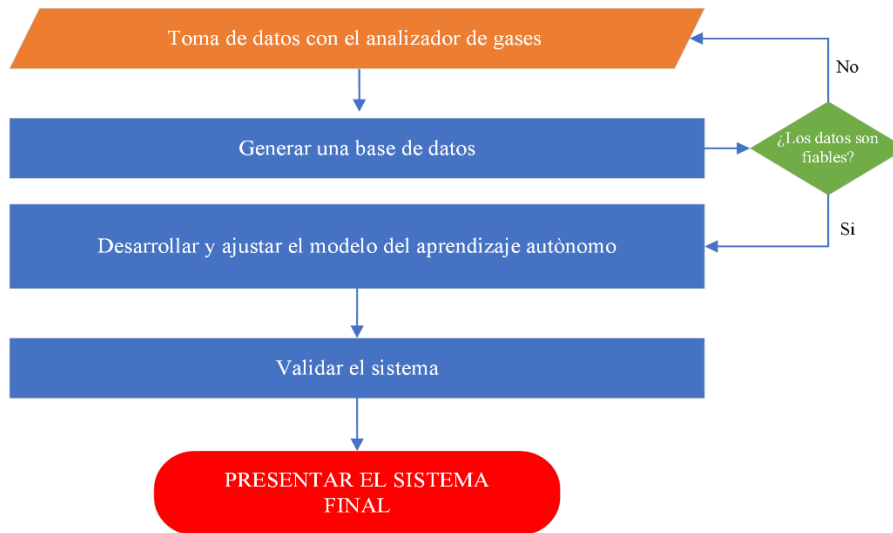 Toma de datos con el analizador de gases
No
Generar una base de datos
¿Los datos son
fiables?
Si
Desarrollar y ajustar el modelo del aprendizaje autònomo
Validar el sistema
PRESENTAR EL SISTEMA
FINAL